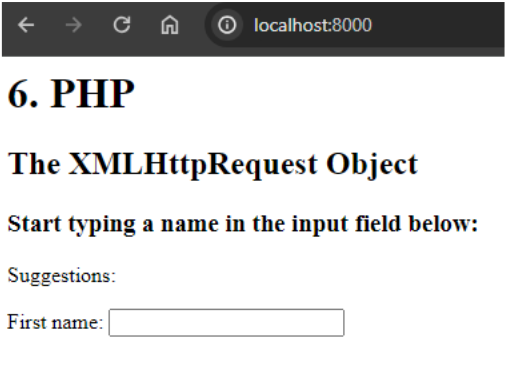 localhost:8000
6. PHP
The XMLHttpRequest Object
Start typing a name in the input field below:
Suggestions:
First name: